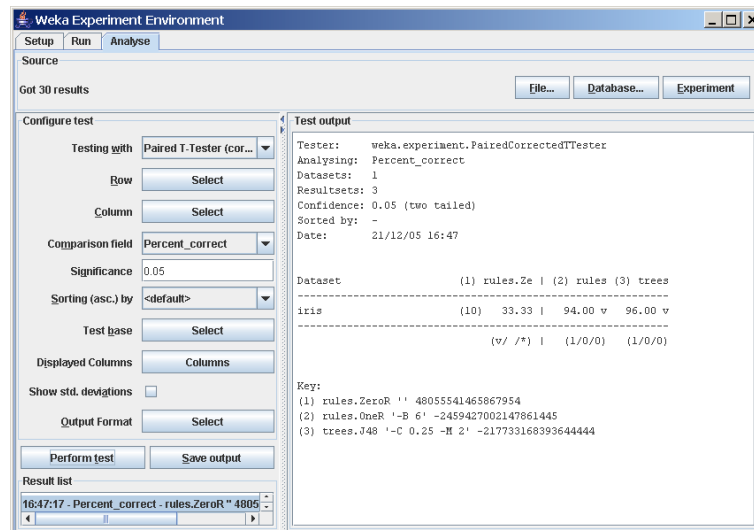 Weka Experiment Environment
Setup Run Analyse
Source
Got 30 results
File... Database... Experiment
Configure test
Testing with Paired T-Tester (cor...
Row Select
Column Select
Comparison field Percent_correct
Significance 0.05
Sorting (asc.) by <default>
Test base Select
Displayed Columns Columns
Show std. deviations
Output Format Select
Perform test Save output
Result list
16:47:17 - Percent_correct - rules.ZeroR '' 4805
Test output
Tester: weka.experiment.PairedCorrectedTTester
Analysing: Percent_correct
Datasets: 1
Resultsets: 3
Confidence: 0.05 (two tailed)
Sorted by: -
Date: 21/12/05 16:47
Dataset (1) rules.Ze | (2) rules (3) trees
--------------------------------------------------------------
iris (10) 33.33 | 94.00 v 96.00 v
--------------------------------------------------------------
(v/ /*) | (1/0/0) (1/0/0)
Key:
(1) rules.ZeroR '' 48055541465867954
(2) rules.OneR '-B 6' -2459427002147861445
(3) trees.J48 '-C 0.25 -M 2' -217733168393644444